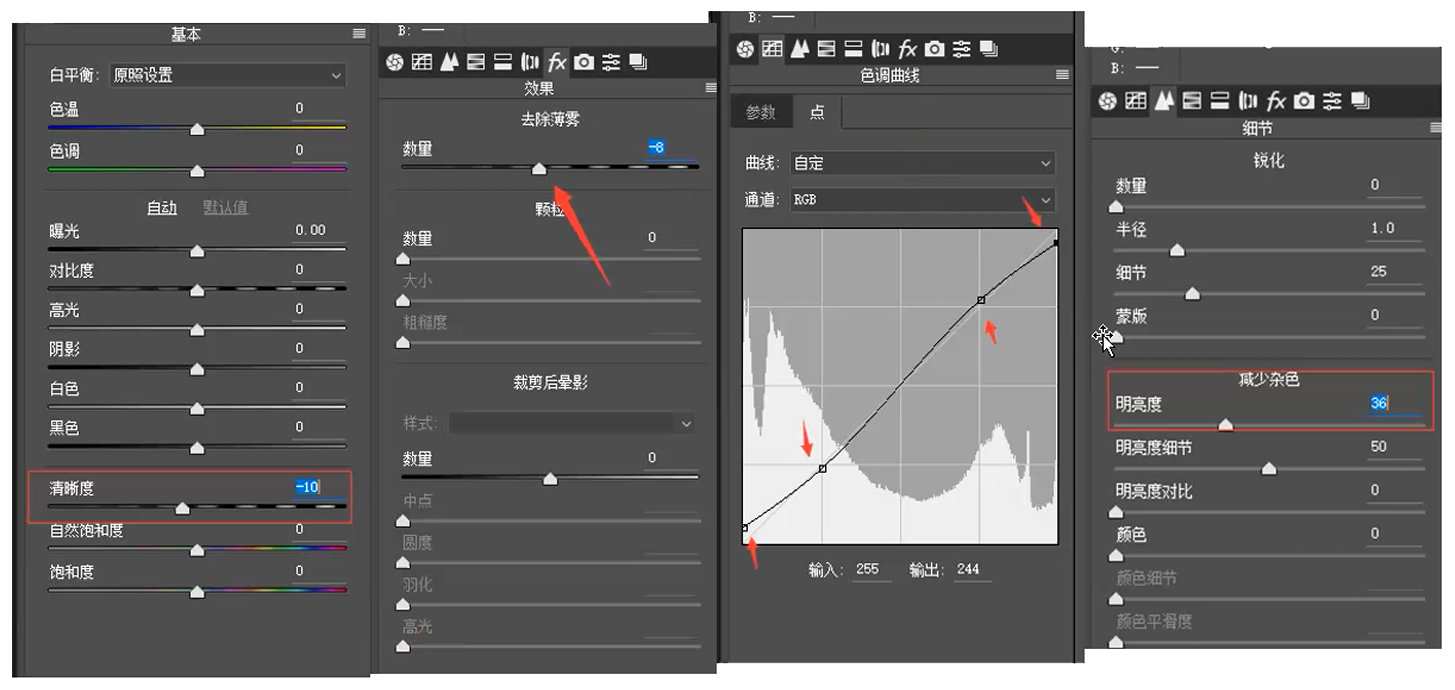 基本
白平衡: 原照设置
色温 0
色调 0
自动 默认值
曝光 0.00
对比度 0
高光 0
阴影 0
白色 0
黑色 0
清晰度 -10
自然饱和度 0
饱和度 0
B:
fx
效果
去除薄雾
数量 -8
颗粒
数量 0
大小
粗糙度
裁剪后晕影
样式:
数量 0
中点
圆度
羽化
高光
B:
fx
色调曲线
参数 点
曲线: 自定
通道: RGB
输入: 255 输出: 244
B:
fx
细节
锐化
数量 0
半径 1.0
细节 25
蒙版 0
减少杂色
明亮度 36
明亮度细节 50
明亮度对比 0
颜色 0
颜色细节
颜色平滑度